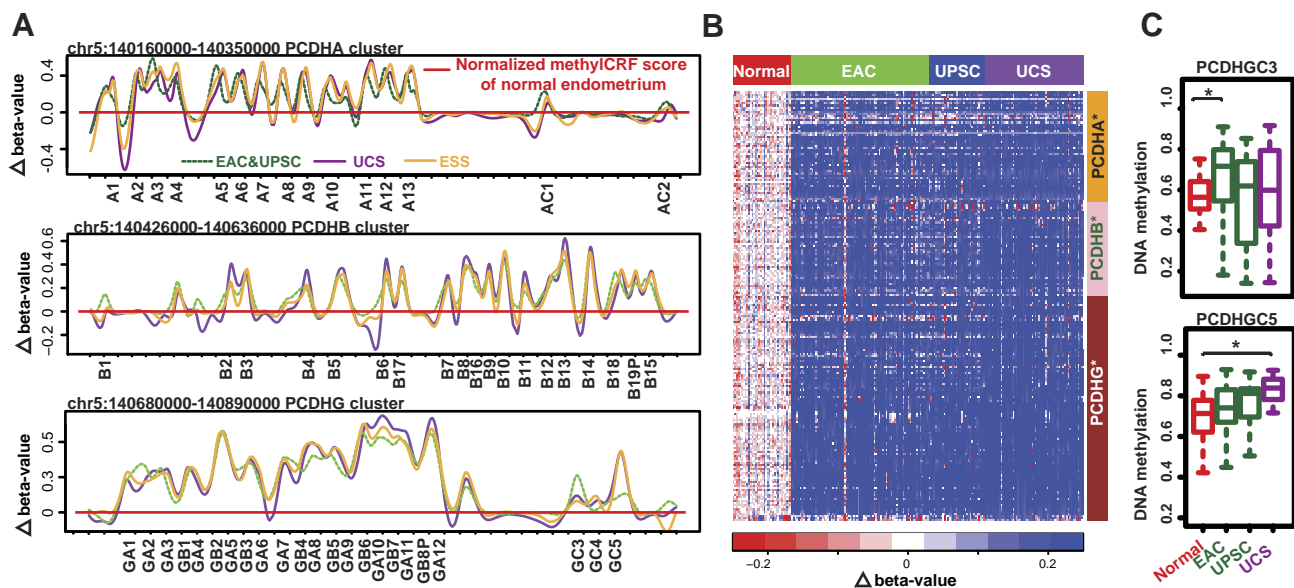 A
chr5:140160000-140350000 PCDHA cluster
0.4
0.0
-0.4
Δ beta-value
Normalized methylCRF score
of normal endometrium
EAC&UPSC UCS ESS
A1 A2 A3 A4 A5 A6 A7 A8 A9 A10 A11 A12 A13 AC1 AC2
chr5:140426000-140636000 PCDHB cluster
0.6
0.4
0.2
0
-0.2
Δ beta-value
B1 B2 B3 B4 B5 B6 B17 B7 B8 B16 B9 B10 B11 B12 B13 B14 B18 B19P B15
chr5:140680000-140890000 PCDHG cluster
0.5
0.3
0
Δ beta-value
GA1 GA2 GA3 GB1 GA4 GB2 GA5 GB3 GA6 GA7 GB4 GA8 GB5 GA9 GB6 GA10 GB7 GA11 GB8P GA12 GC3 GC4 GC5
B
Normal EAC UPSC UCS
PCDHA*
PCDHB*
PCDHG*
-0.2 0 0.2
Δ beta-value
C
PCDHGC3
*
1.0
0.8
0.6
0.4
0.2
DNA methylation
PCDHGC5
*
1.0
0.8
0.6
0.4
0.2
DNA methylation
Normal EAC UPSC UCS